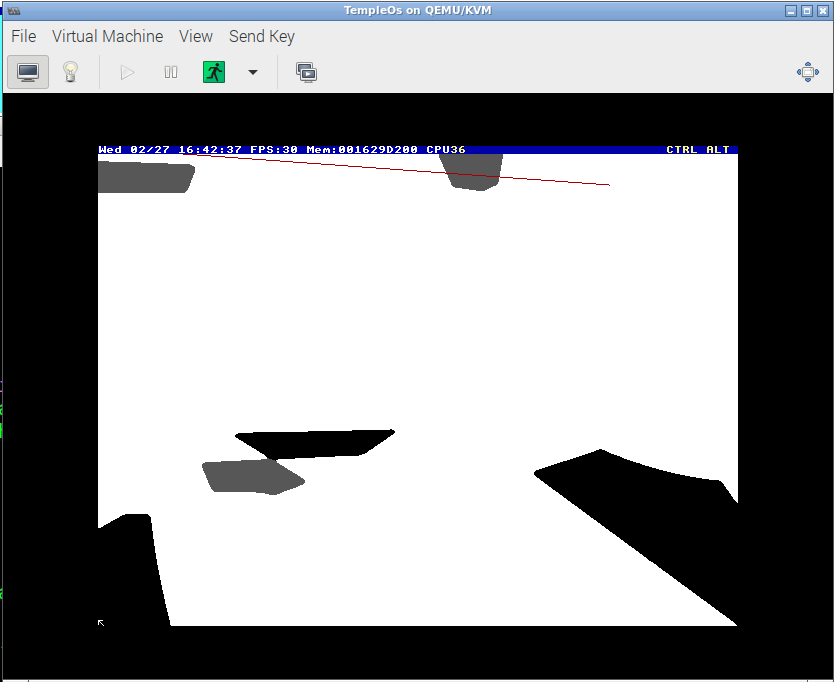 TempleOs on QEMU/KVM
File Virtual Machine View Send Key
Wed 02/27 16:42:37 FPS:30 Mem:001629D200 CPU36 CTRL ALT